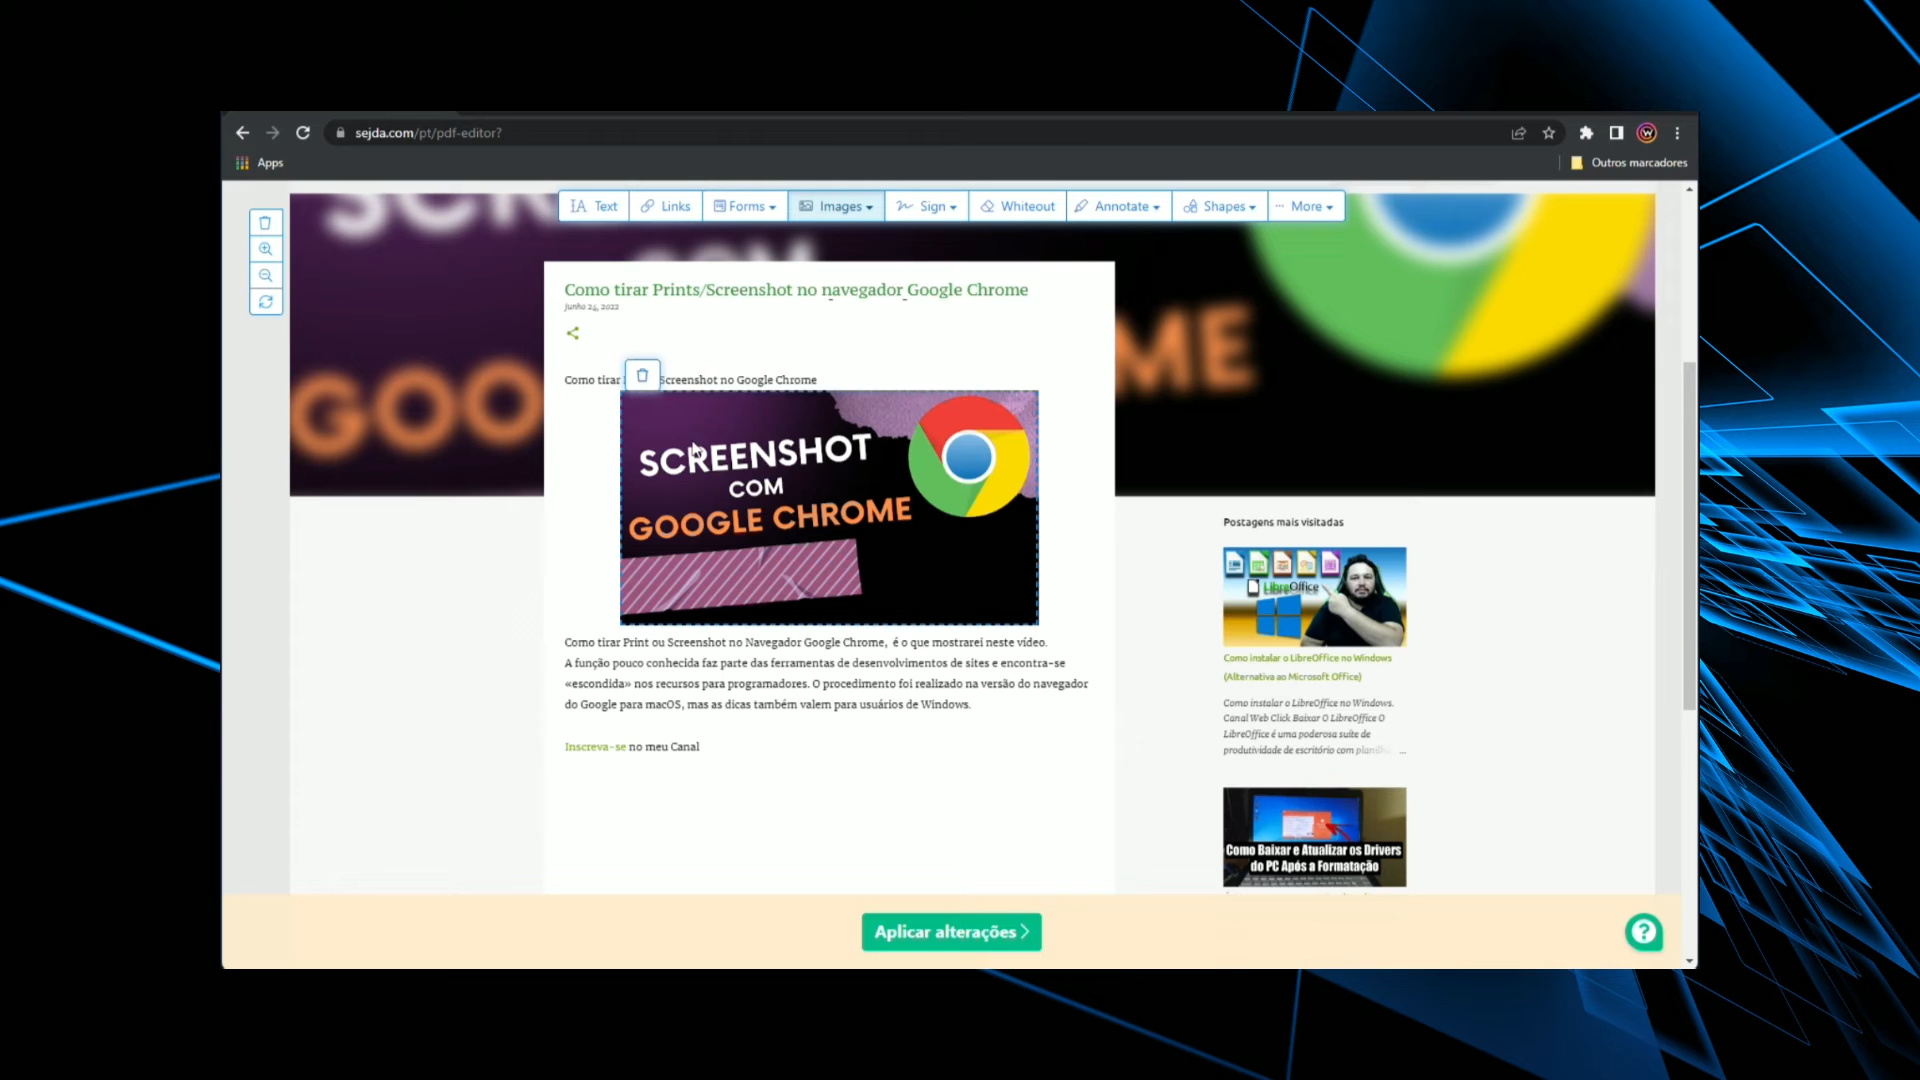 sejda.com/pt/pdf-editor?
Apps
Outros marcadores
Text
Links
Forms
Images
Sign
Whiteout
Annotate
Shapes
More
COM
GOO
ME
Como tirar Prints/Screenshot no navegador Google Chrome
junho 24, 2022
Como tirar
Screenshot no Google Chrome
SCREENSHOT
COM
GOOGLE CHROME
Como tirar Print ou Screenshot no Navegador Google Chrome, é o que mostrarei neste vídeo.
A função pouco conhecida faz parte das ferramentas de desenvolvimentos de sites e encontra-se
«escondida» nos recursos para programadores. O procedimento foi realizado na versão do navegador
do Google para macOS, mas as dicas também valem para usuários de Windows.
Inscreva-se no meu Canal
Postagens mais visitadas
LibreOffice
Como instalar o LibreOffice no Windows
(Alternativa ao Microsoft Office)
Como instalar o LibreOffice no Windows.
Canal Web Click Baixar O LibreOffice O
LibreOffice é uma poderosa suíte de
produtividade de escritório com planilh ...
Como Baixar e Atualizar os Drivers
do PC Após a Formatação
Aplicar alterações
?